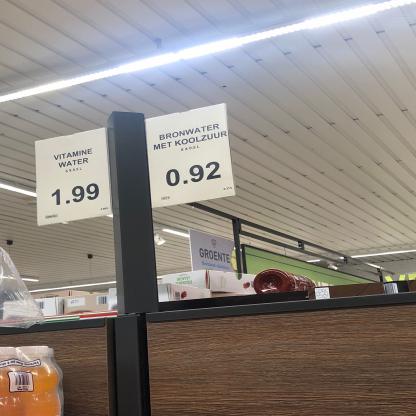 VITAMINE
WATER
1.99
BRONWATER
MET KOOLZUUR
0.92
GROENTE